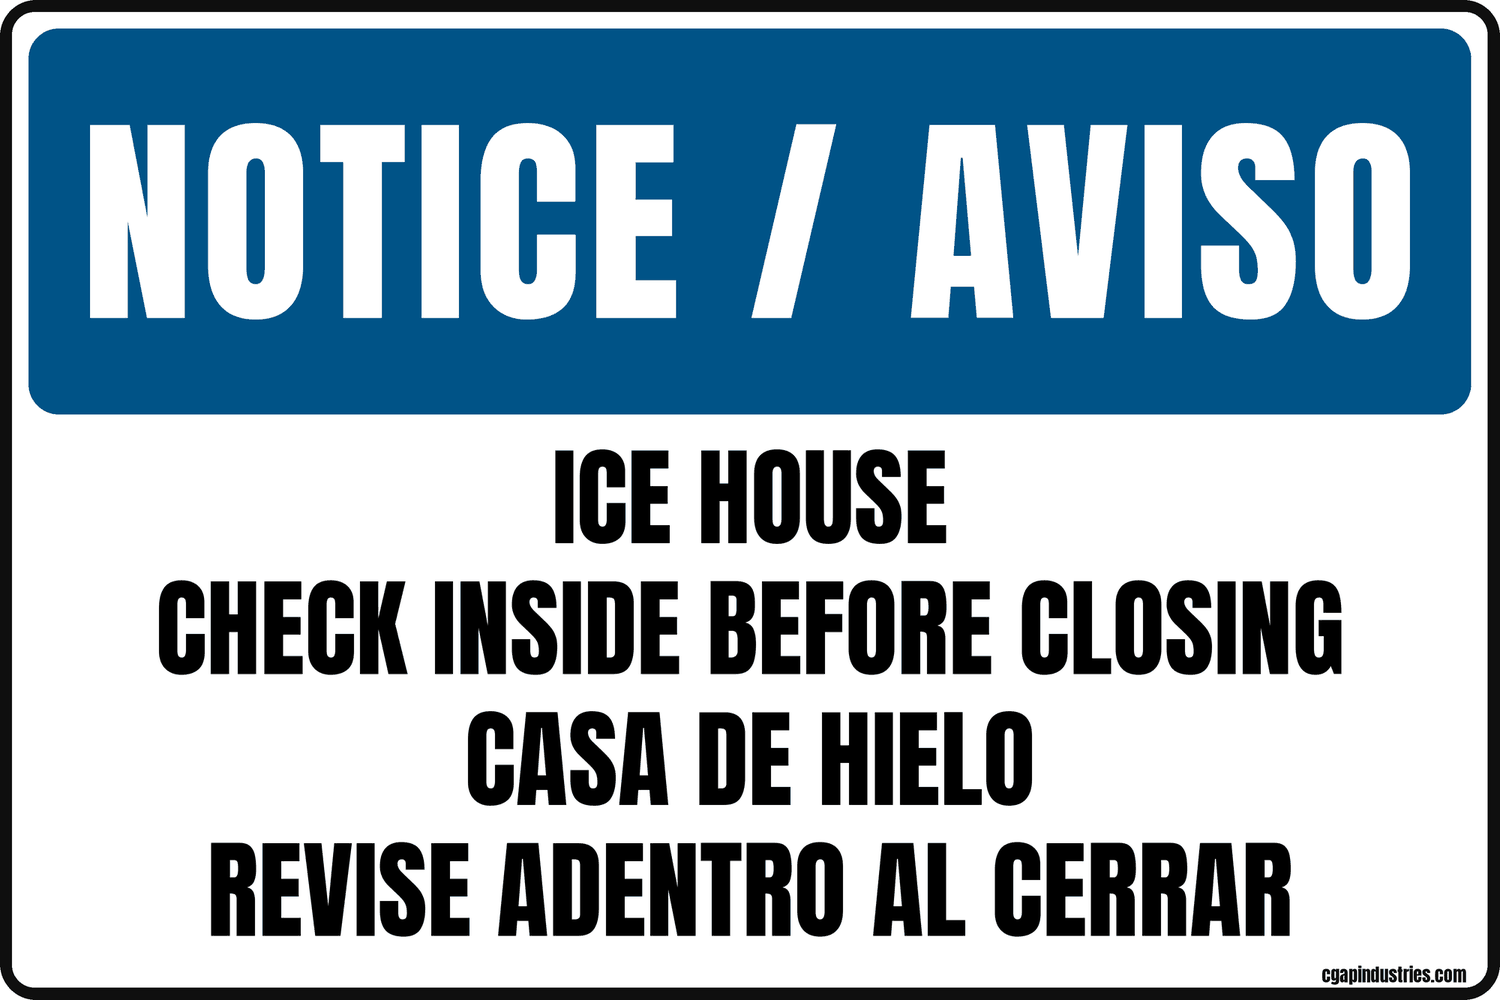 NOTICE / AVISO
ICE HOUSE
CHECK INSIDE BEFORE CLOSING
CASA DE HIELO
REVISE ADENTRO AL CERRAR
cgapindustries.com